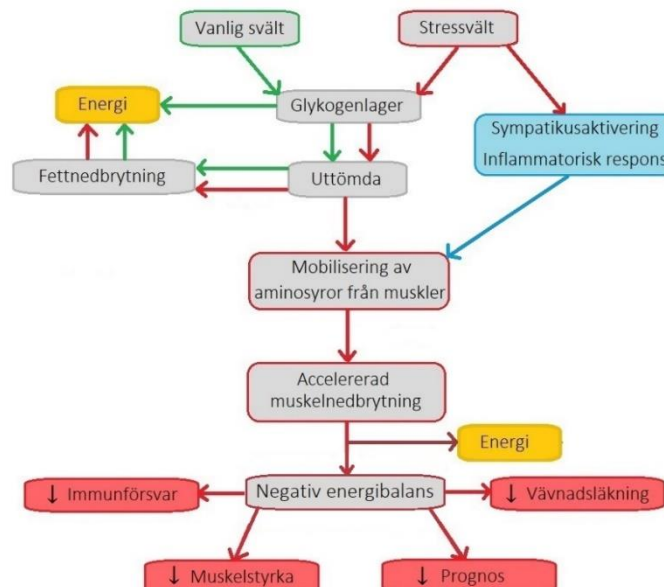 Vanlig svält
Stressvält
Energi
Glykogenlager
Sympatikusaktivering
Inflammatorisk respons
Fettnedbrytning
Uttömda
Mobilisering av
aminosyror från muskler
Accelererad
muskelnedbrytning
Energi
↓ Immunförsvar
Negativ energibalans
↓ Vävnadsläkning
↓ Muskelstyrka
↓ Prognos